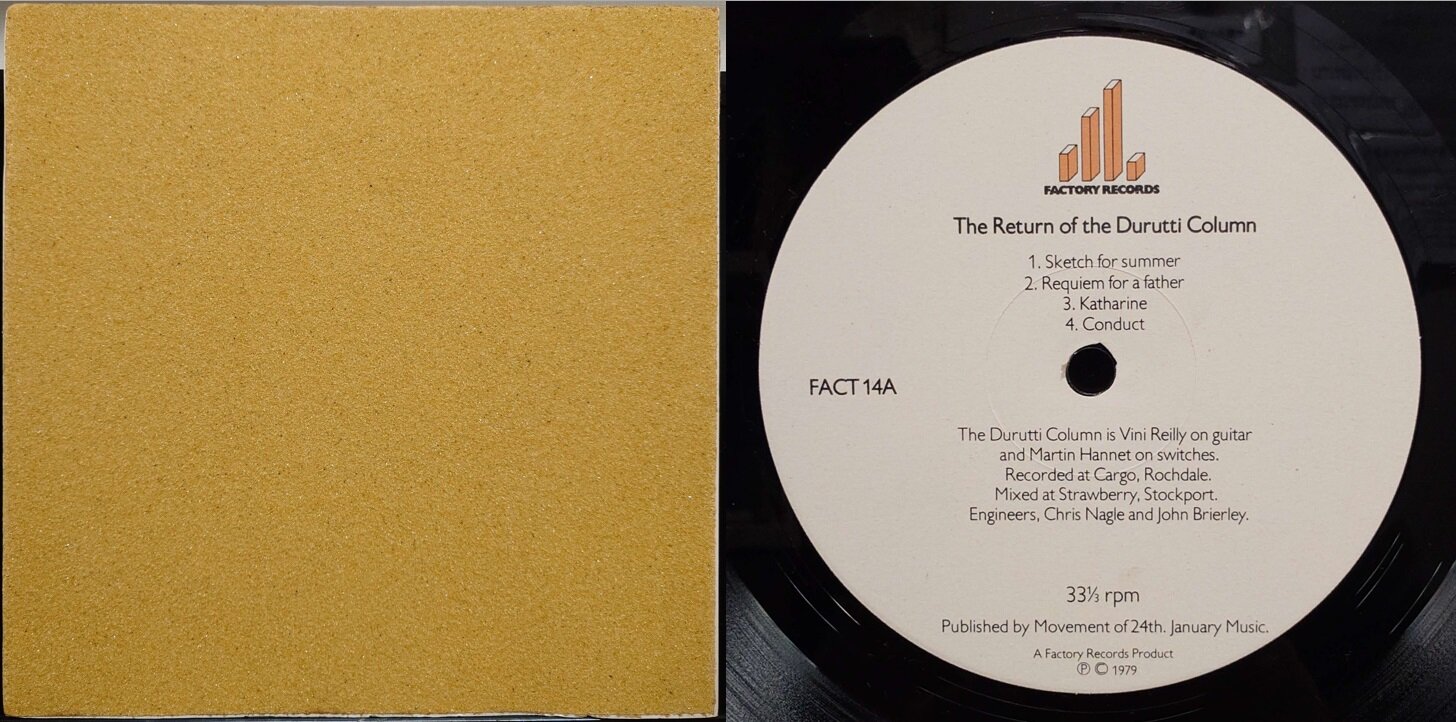 FACTORY RECORDS
The Return of the Durutti Column
1. Sketch for summer
2. Requiem for a father
3. Katharine
4. Conduct
FACT 14A
The Durutti Column is Vini Reilly on guitar
and Martin Hannet on switches.
Recorded at Cargo, Rochdale.
Mixed at Strawberry, Stockport.
Engineers, Chris Nagle and John Brierley.
33⅓ rpm
Published by Movement of 24th. January Music.
A Factory Records Product
Ⓟ © 1979